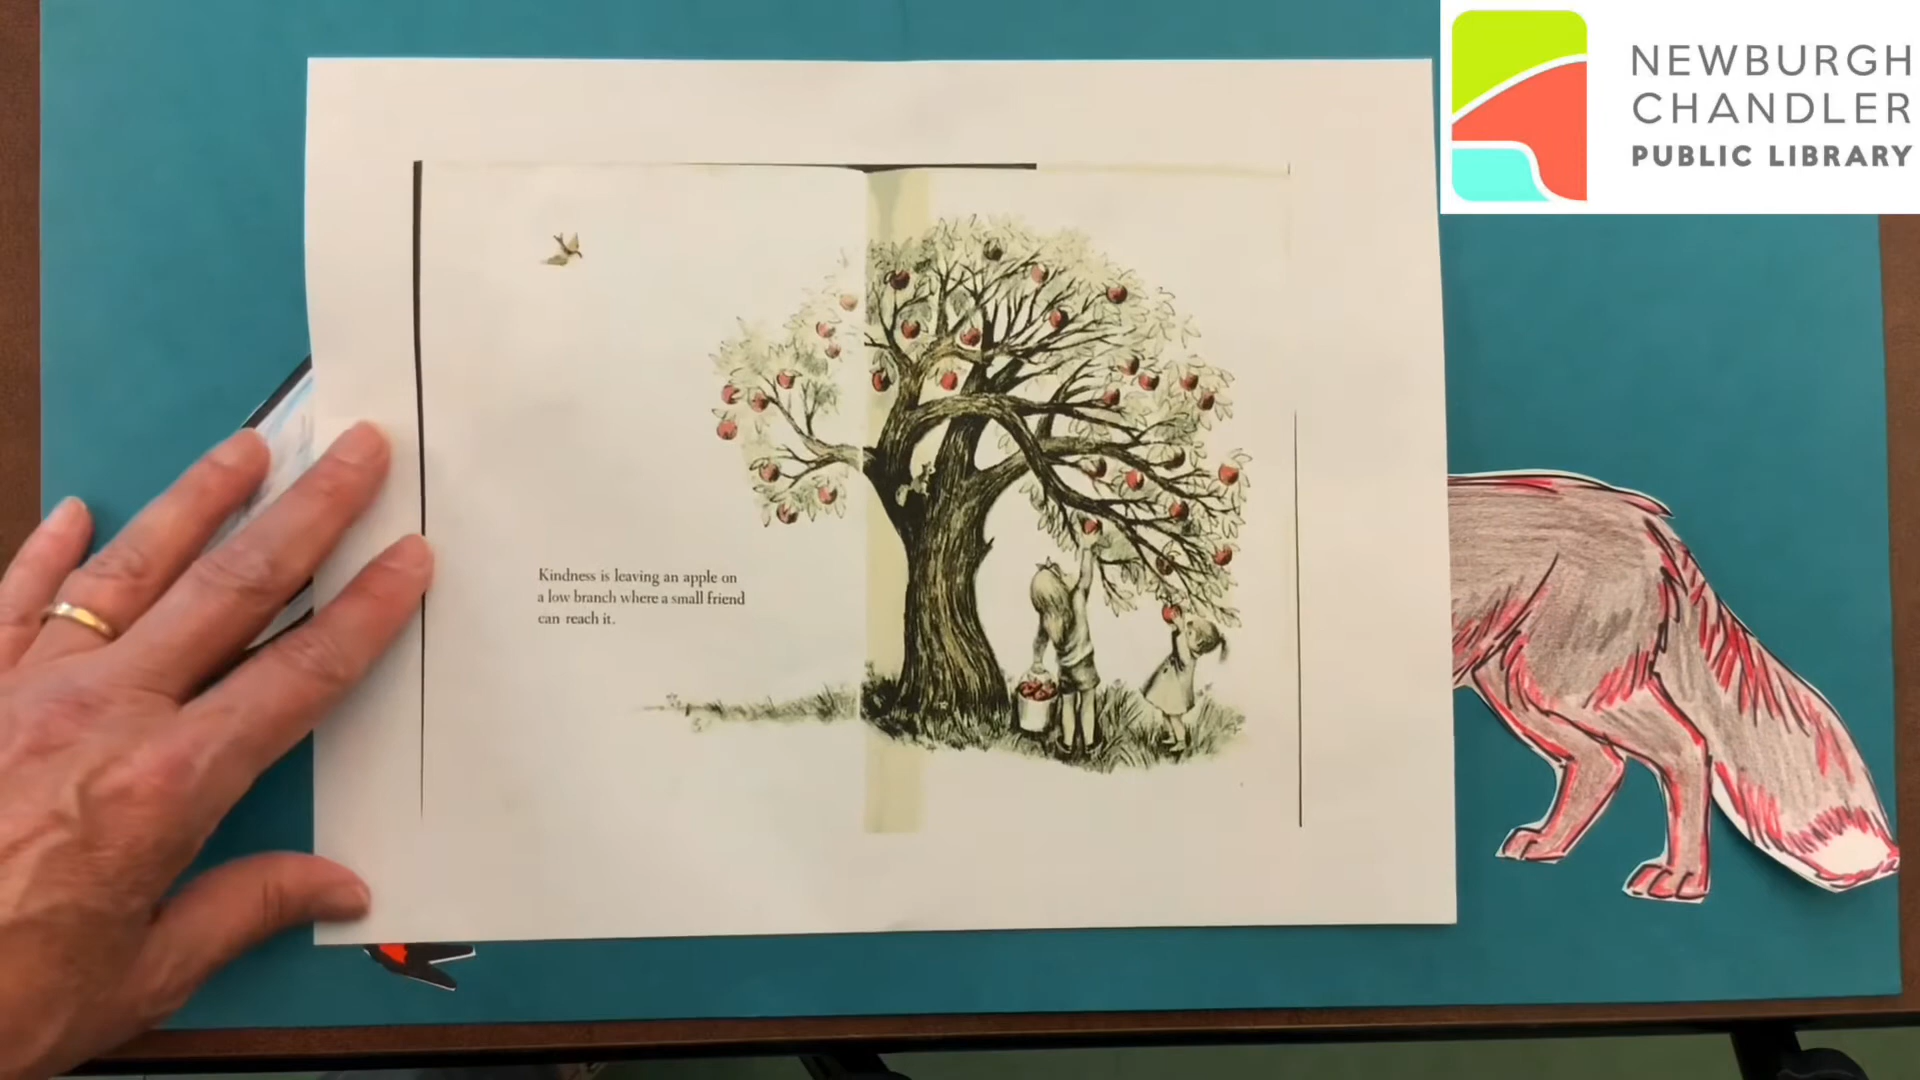 NEWBURGH
CHANDLER
PUBLIC LIBRARY
Kindness is leaving an apple on
a low branch where a small friend
can reach it.